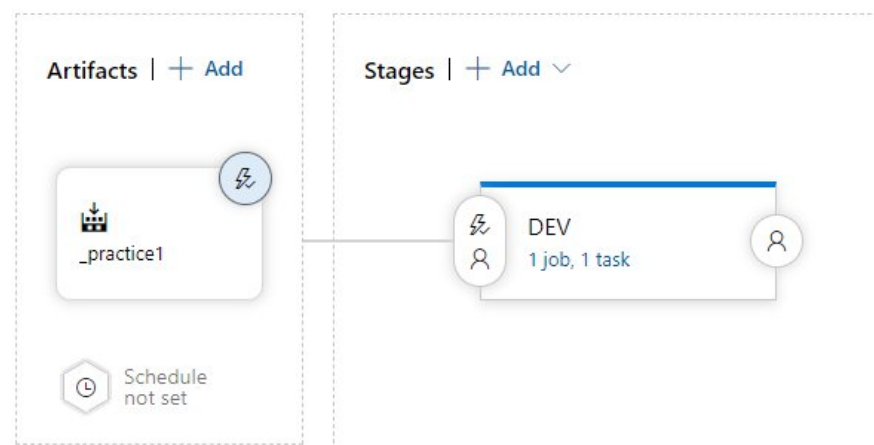 Artifacts | + Add
_practice1
Schedule
not set
Stages | + Add
DEV
1 job, 1 task